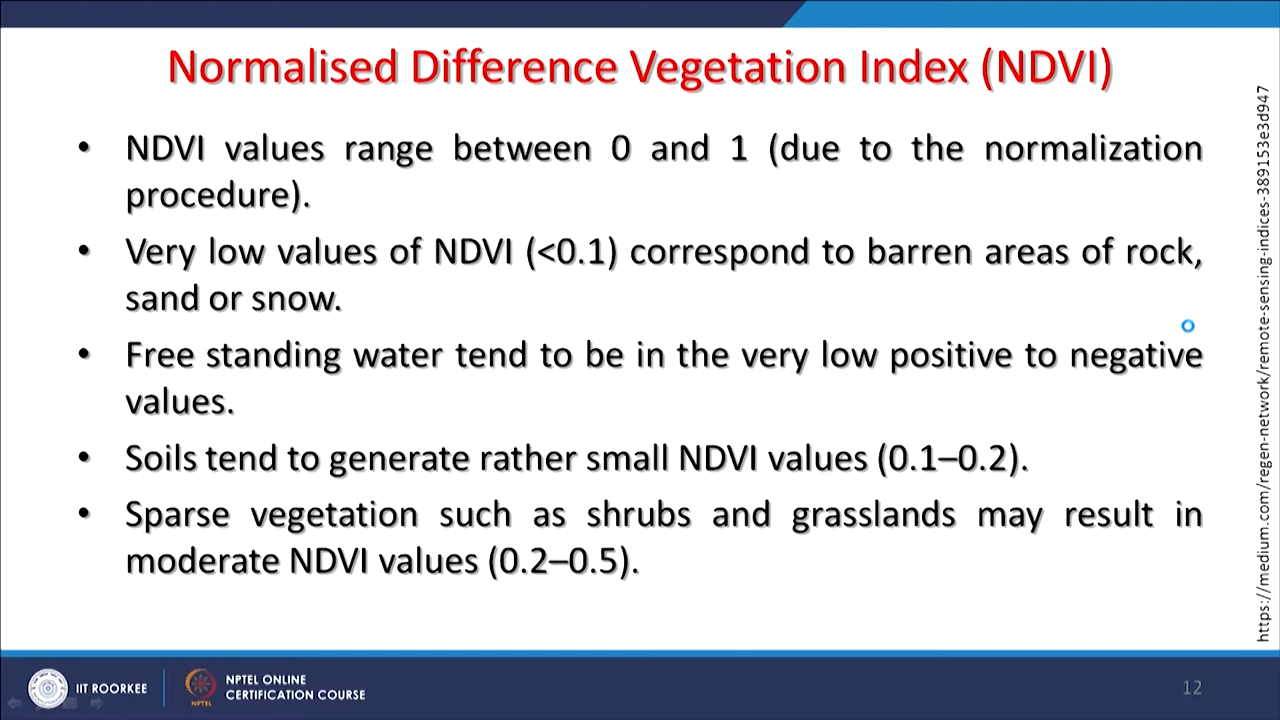 Normalised Difference Vegetation Index (NDVI)
• NDVI values range between 0 and 1 (due to the normalization
procedure).
• Very low values of NDVI (<0.1) correspond to barren areas of rock,
sand or snow.
• Free standing water tend to be in the very low positive to negative
values.
• Soils tend to generate rather small NDVI values (0.1–0.2).
• Sparse vegetation such as shrubs and grasslands may result in
moderate NDVI values (0.2–0.5).
https://medium.com/regen-network/remote-sensing-indices-389153e3d947
IIT ROORKEE
NPTEL
NPTEL ONLINE
CERTIFICATION COURSE
12